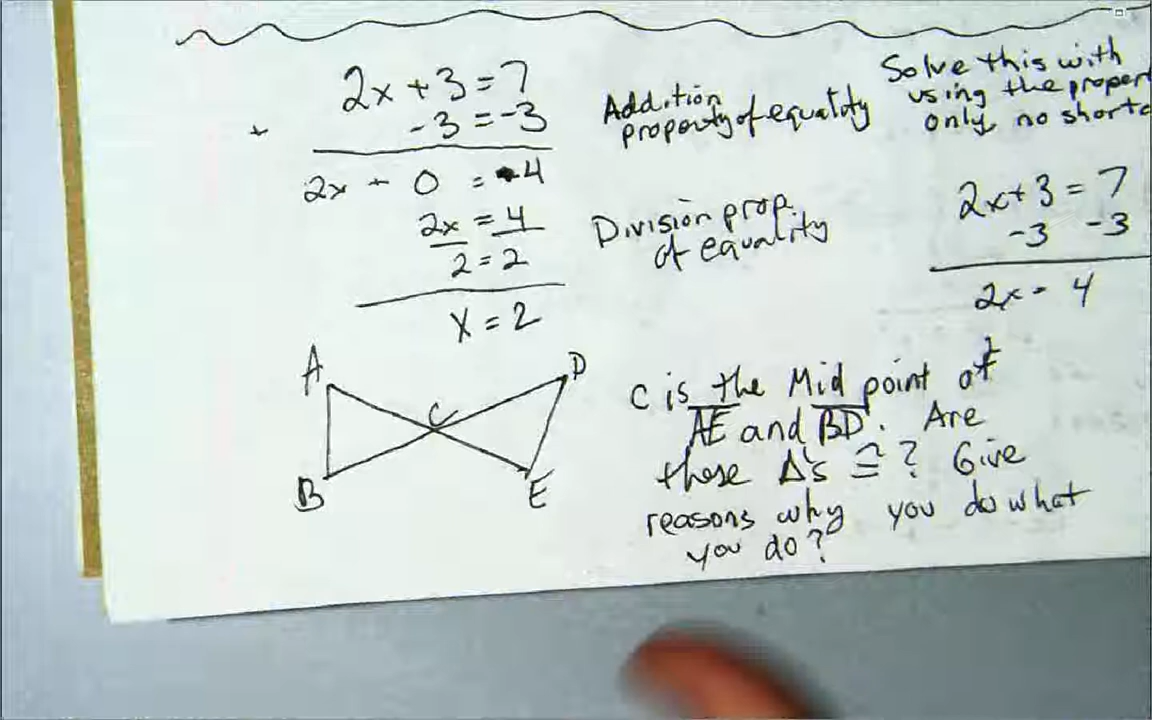 2x + 3 = 7
+ -3 = -3
2x + 0 = 4
2x = 4
2 = 2
x = 2
Addition
property of equality
Division prop.
of equality
Solve this with
using the proper
only, no shortc
2x+3 = 7
-3 -3
2x = 4
A
B
C
D
E
C is the Mid point of
AE and BD. Are
these Δ's ≅? Give
reasons why you do what
you do?